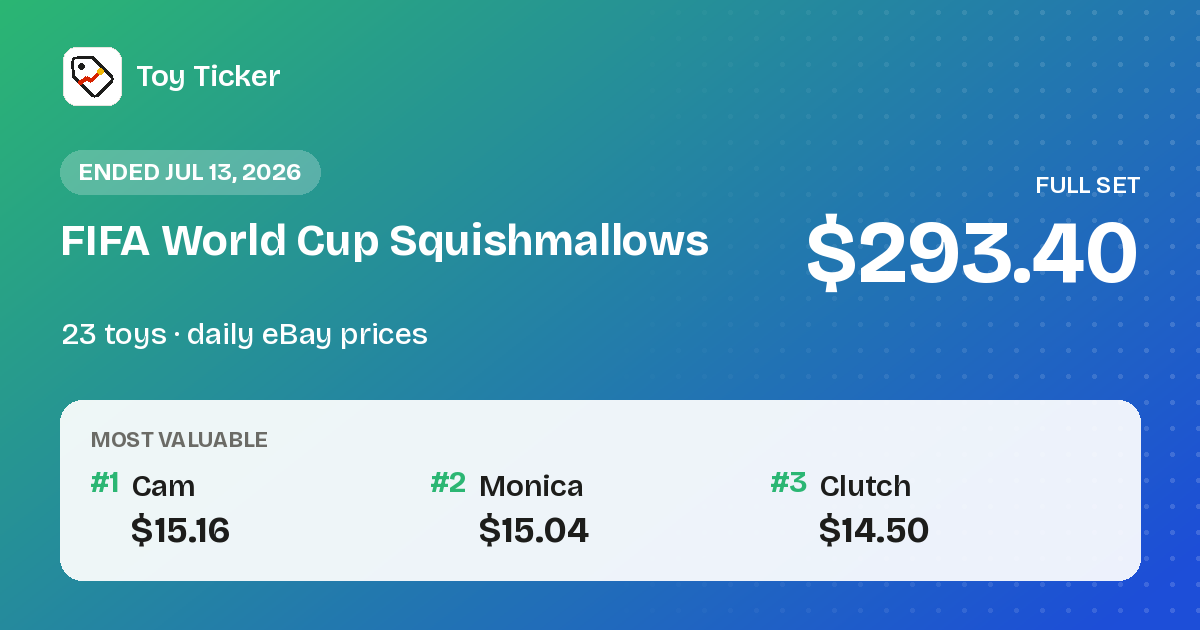 Toy Ticker
ENDED JUL 13, 2026
FIFA World Cup Squishmallows
23 toys · daily eBay prices
FULL SET
$293.40
MOST VALUABLE
#1 Cam
$15.16
#2 Monica
$15.04
#3 Clutch
$14.50